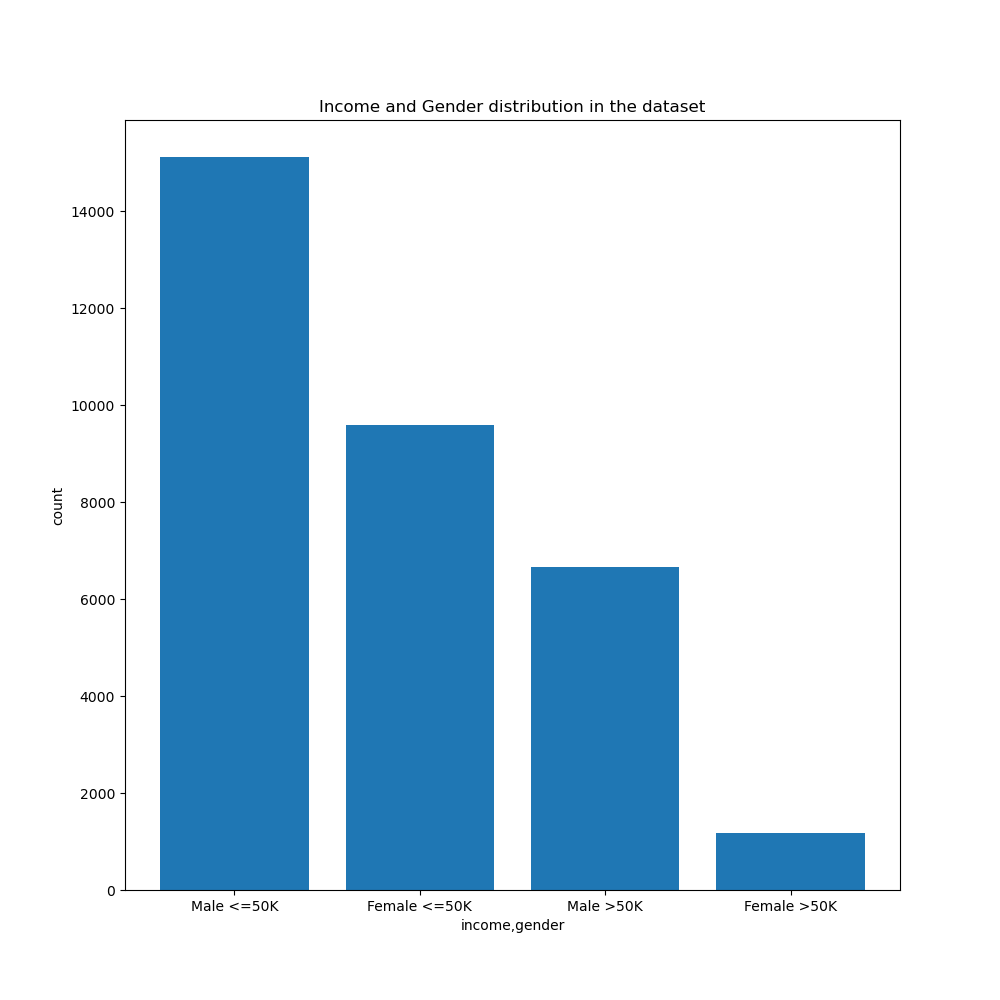 Income and Gender distribution in the dataset
14000
12000
10000
8000
6000
4000
2000
0
count
Male <=50K
Female <=50K
Male >50K
Female >50K
income,gender